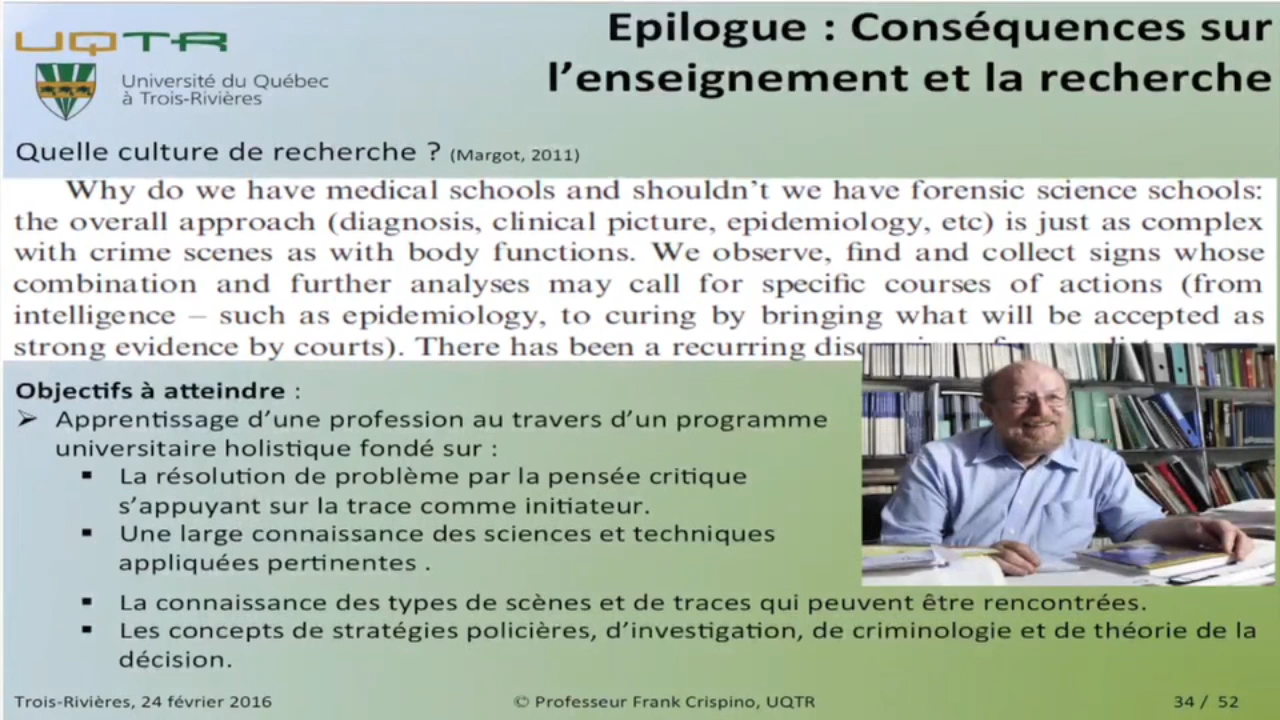 UQTR
Université du Québec
à Trois-Rivières
Epilogue : Conséquences sur
l'enseignement et la recherche
Quelle culture de recherche ? (Margot, 2011)
Why do we have medical schools and shouldn't we have forensic science schools:
the overall approach (diagnosis, clinical picture, epidemiology, etc) is just as complex
with crime scenes as with body functions. We observe, find and collect signs whose
combination and further analyses may call for specific courses of actions (from
intelligence – such as epidemiology, to curing by bringing what will be accepted as
strong evidence by courts). There has been a recurring
Objectifs à atteindre :
➢ Apprentissage d'une profession au travers d'un programme
universitaire holistique fondé sur :
▪ La résolution de problème par la pensée critique
s'appuyant sur la trace comme initiateur.
▪ Une large connaissance des sciences et techniques
appliquées pertinentes .
▪ La connaissance des types de scènes et de traces qui peuvent être rencontrées.
▪ Les concepts de stratégies policières, d'investigation, de criminologie et de théorie de la
décision.
Trois-Rivières, 24 février 2016
© Professeur Frank Crispino, UQTR
34 / 52